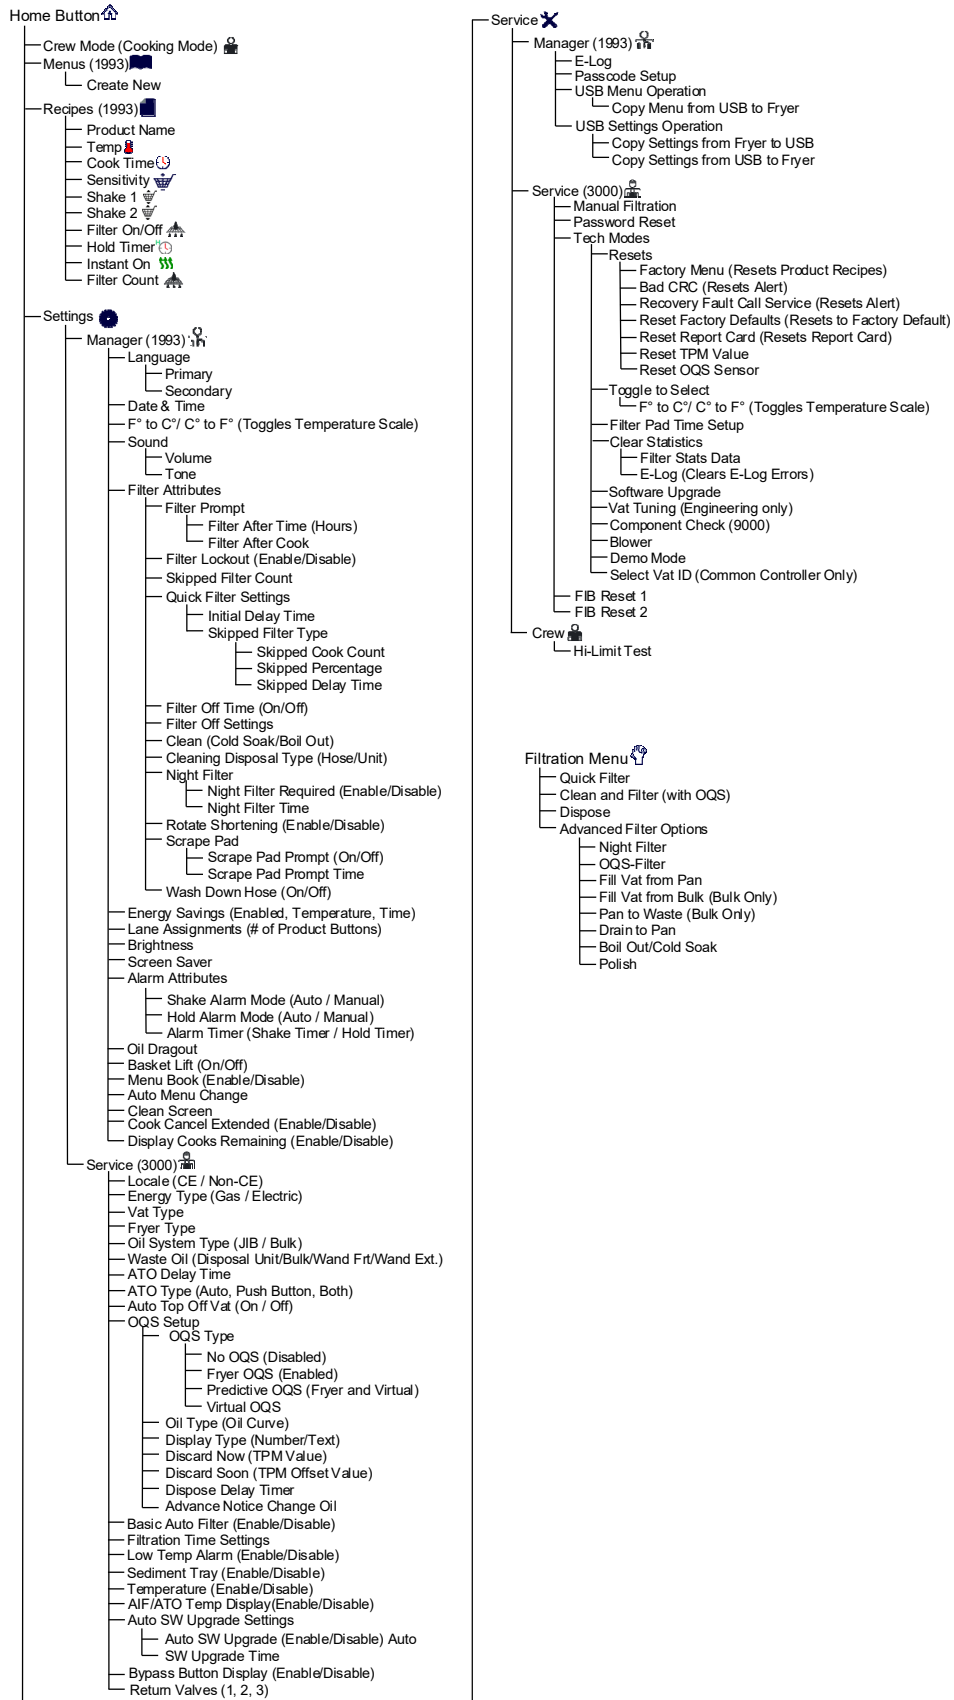 Home Button
Crew Mode (Cooking Mode)
Menus (1993)
Create New
Recipes (1993)
Product Name
Temp
Cook Time
Sensitivity
Shake 1
Shake 2
Filter On/Off
Hold Timer
Instant On
Filter Count
Settings
Manager (1993)
Language
Primary
Secondary
Date & Time
F° to C°/ C° to F° (Toggles Temperature Scale)
Sound
Volume
Tone
Filter Attributes
Filter Prompt
Filter After Time (Hours)
Filter After Cook
Filter Lockout (Enable/Disable)
Skipped Filter Count
Quick Filter Settings
Initial Delay Time
Skipped Filter Type
Skipped Cook Count
Skipped Percentage
Skipped Delay Time
Filter Off Time (On/Off)
Filter Off Settings
Clean (Cold Soak/Boil Out)
Cleaning Disposal Type (Hose/Unit)
Night Filter
Night Filter Required (Enable/Disable)
Night Filter Time
Rotate Shortening (Enable/Disable)
Scrape Pad
Scrape Pad Prompt (On/Off)
Scrape Pad Prompt Time
Wash Down Hose (On/Off)
Energy Savings (Enabled, Temperature, Time)
Lane Assignments (# of Product Buttons)
Brightness
Screen Saver
Alarm Attributes
Shake Alarm Mode (Auto / Manual)
Hold Alarm Mode (Auto / Manual)
Alarm Timer (Shake Timer / Hold Timer)
Oil Dragout
Basket Lift (On/Off)
Menu Book (Enable/Disable)
Auto Menu Change
Clean Screen
Cook Cancel Extended (Enable/Disable)
Display Cooks Remaining (Enable/Disable)
Service (3000)
Locale (CE / Non-CE)
Energy Type (Gas / Electric)
Vat Type
Fryer Type
Oil System Type (JIB / Bulk)
Waste Oil (Disposal Unit/Bulk/Wand Frt/Wand Ext.)
ATO Delay Time
ATO Type (Auto, Push Button, Both)
Auto Top Off Vat (On / Off)
OQS Setup
OQS Type
No OQS (Disabled)
Fryer OQS (Enabled)
Predictive OQS (Fryer and Virtual)
Virtual OQS
Oil Type (Oil Curve)
Display Type (Number/Text)
Discard Now (TPM Value)
Discard Soon (TPM Offset Value)
Dispose Delay Timer
Advance Notice Change Oil
Basic Auto Filter (Enable/Disable)
Filtration Time Settings
Low Temp Alarm (Enable/Disable)
Sediment Tray (Enable/Disable)
Temperature (Enable/Disable)
AIF/ATO Temp Display(Enable/Disable)
Auto SW Upgrade Settings
Auto SW Upgrade (Enable/Disable) Auto
SW Upgrade Time
Bypass Button Display (Enable/Disable)
Return Valves (1, 2, 3)
Service
Manager (1993)
E-Log
Passcode Setup
USB Menu Operation
Copy Menu from USB to Fryer
USB Settings Operation
Copy Settings from Fryer to USB
Copy Settings from USB to Fryer
Service (3000)
Manual Filtration
Password Reset
Tech Modes
Resets
Factory Menu (Resets Product Recipes)
Bad CRC (Resets Alert)
Recovery Fault Call Service (Resets Alert)
Reset Factory Defaults (Resets to Factory Default)
Reset Report Card (Resets Report Card)
Reset TPM Value
Reset OQS Sensor
Toggle to Select
F° to C°/ C° to F° (Toggles Temperature Scale)
Filter Pad Time Setup
Clear Statistics
Filter Stats Data
E-Log (Clears E-Log Errors)
Software Upgrade
Vat Tuning (Engineering only)
Component Check (9000)
Blower
Demo Mode
Select Vat ID (Common Controller Only)
FIB Reset 1
FIB Reset 2
Crew
Hi-Limit Test
Filtration Menu
Quick Filter
Clean and Filter (with OQS)
Dispose
Advanced Filter Options
Night Filter
OQS-Filter
Fill Vat from Pan
Fill Vat from Bulk (Bulk Only)
Pan to Waste (Bulk Only)
Drain to Pan
Boil Out/Cold Soak
Polish